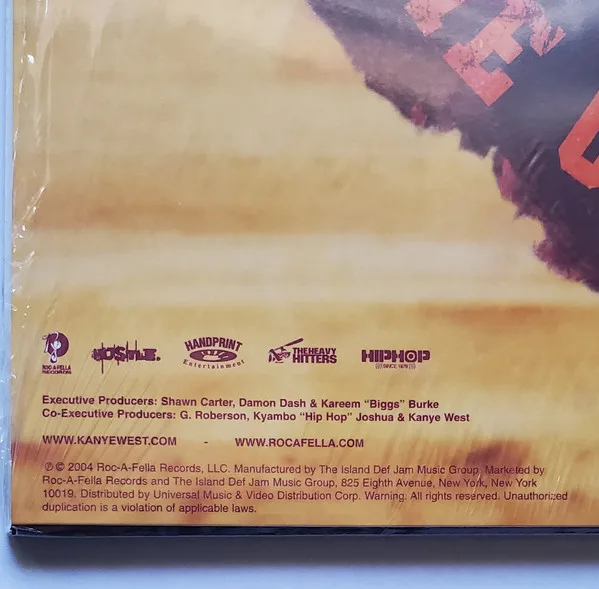 E
E
ROC-A-FELLA
RECORDS
HUSTLE.
HANDPRINT
Entertainment
THEHEAVY
HITTERS
HIPHOP
SINCE 1978
Executive Producers: Shawn Carter, Damon Dash & Kareem “Biggs” Burke
Co-Executive Producers: G. Roberson, Kyambo “Hip Hop” Joshua & Kanye West
WWW.KANYEWEST.COM - WWW.ROCAFELLA.COM
℗ © 2004 Roc-A-Fella Records, LLC. Manufactured by The Island Def Jam Music Group. Marketed by
Roc-A-Fella Records and The Island Def Jam Music Group, 825 Eighth Avenue, New York, New York
10019. Distributed by Universal Music & Video Distribution Corp. Warning. All rights reserved. Unauthorized
duplication is a violation of applicable laws.